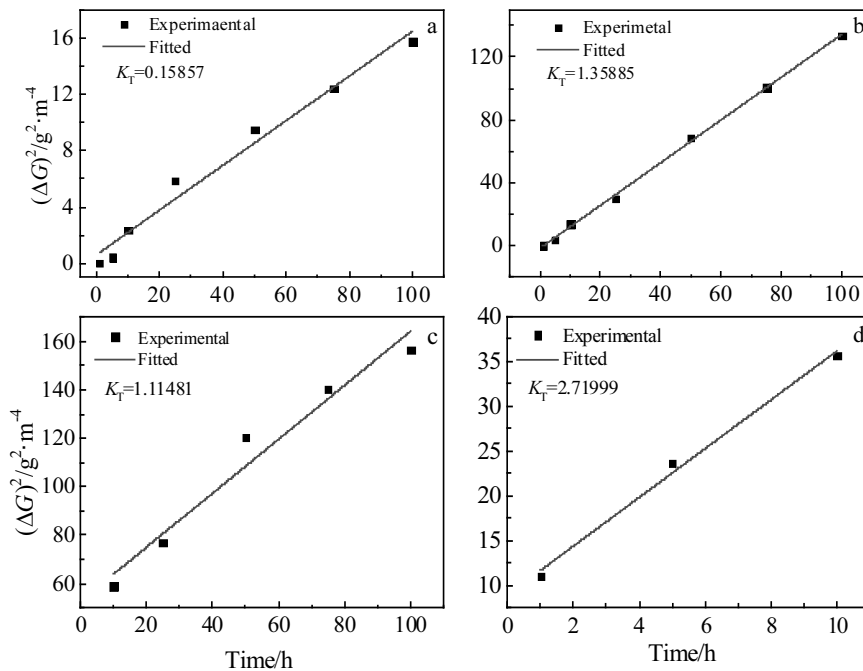 a
Experimaental
Fitted
K_T=0.15857
(ΔG)²/g²·m⁻⁴
16
12
8
4
0
0 20 40 60 80 100
b
Experimetal
Fitted
K_T=1.35885
120
80
40
0
0 20 40 60 80 100
c
Experimental
Fitted
K_T=1.11481
(ΔG)²/g²·m⁻⁴
160
140
120
100
80
60
0 20 40 60 80 100
Time/h
d
Experimental
Fitted
K_T=2.71999
40
35
30
25
20
15
10
0 2 4 6 8 10
Time/h